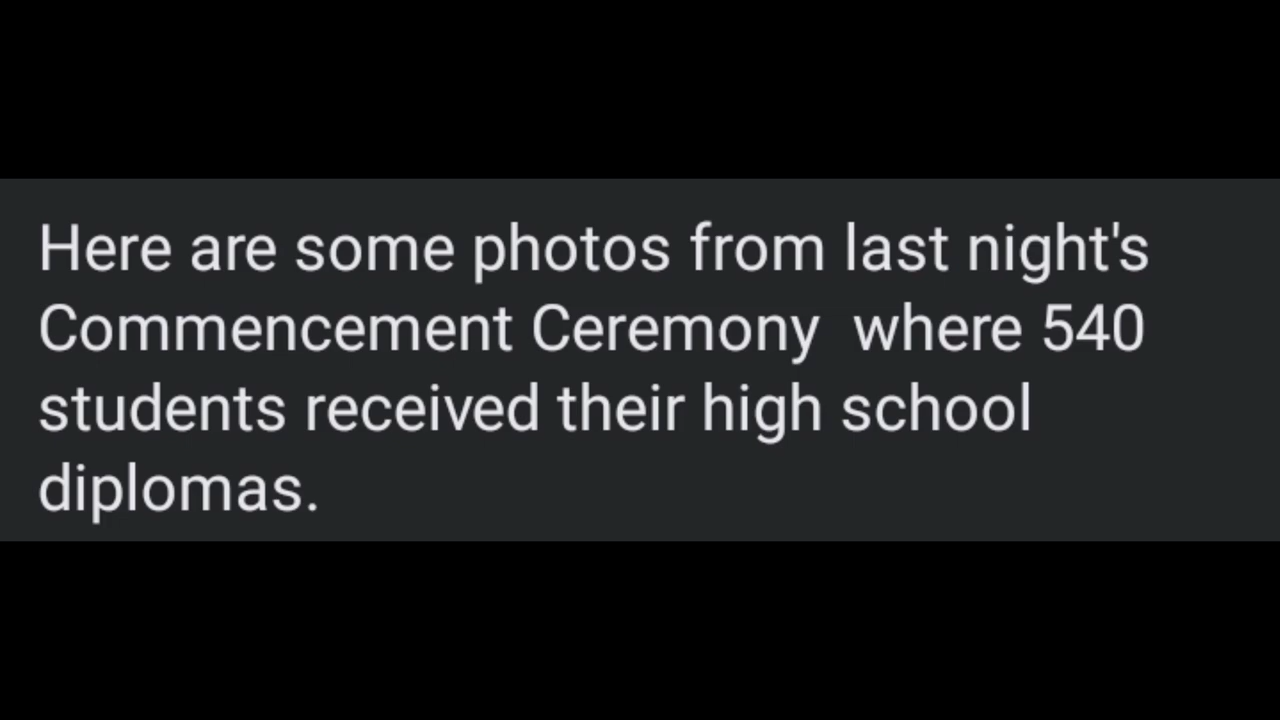 Here are some photos from last night's
Commencement Ceremony  where 540
students received their high school
diplomas.